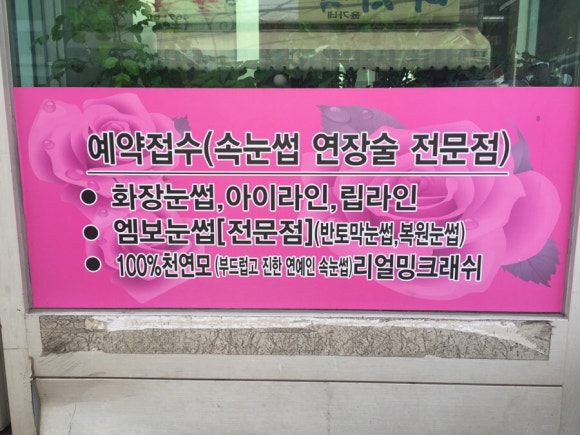 예약접수(속눈썹 연장술 전문점)
• 화장눈썹,아이라인,립라인
• 엠보눈썹[전문점](반토막눈썹,복원눈썹)
• 100%천연모 (부드럽고 진한 연예인 속눈썹)리얼밍크래쉬